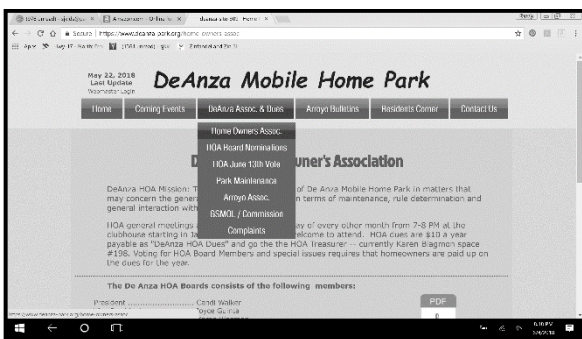 Secure
https://www.deanza-park.org/home-owners-assoc
Apps
May 22, 2018
Last Update
Webmaster Login
DeAnza Mobile Home Park
Home
Coming Events
DeAnza Assoc. & Dues
Arroyo Bulletins
Residents Corner
Contact Us
Home Owners Assoc.
HOA Board Nominations
HOA June 13th Vote
Park Maintenance
Arroyo Assoc.
GSMOL / Commission
Complaints
D
wner's Association
DeAnza HOA Mission: T
of De Anza Mobile Home Park in matters that
may concern the gener
n terms of maintenance, rule determination and
general interaction with
HOA general meetings
ay of every other month from 7-8 PM at the
clubhouse starting in Ja
elcome to attend. HOA dues are $10 a year
payable as "DeAnza HOA Dues" and go the the HOA Treasurer -- currently Karen Blagmon space
#198. Voting for HOA Board Members and special issues requires that homeowners are paid up on
the dues for the year.
The De Anza HOA Boards consists of the following members:
President
Candi Walker
Joyce
PDF